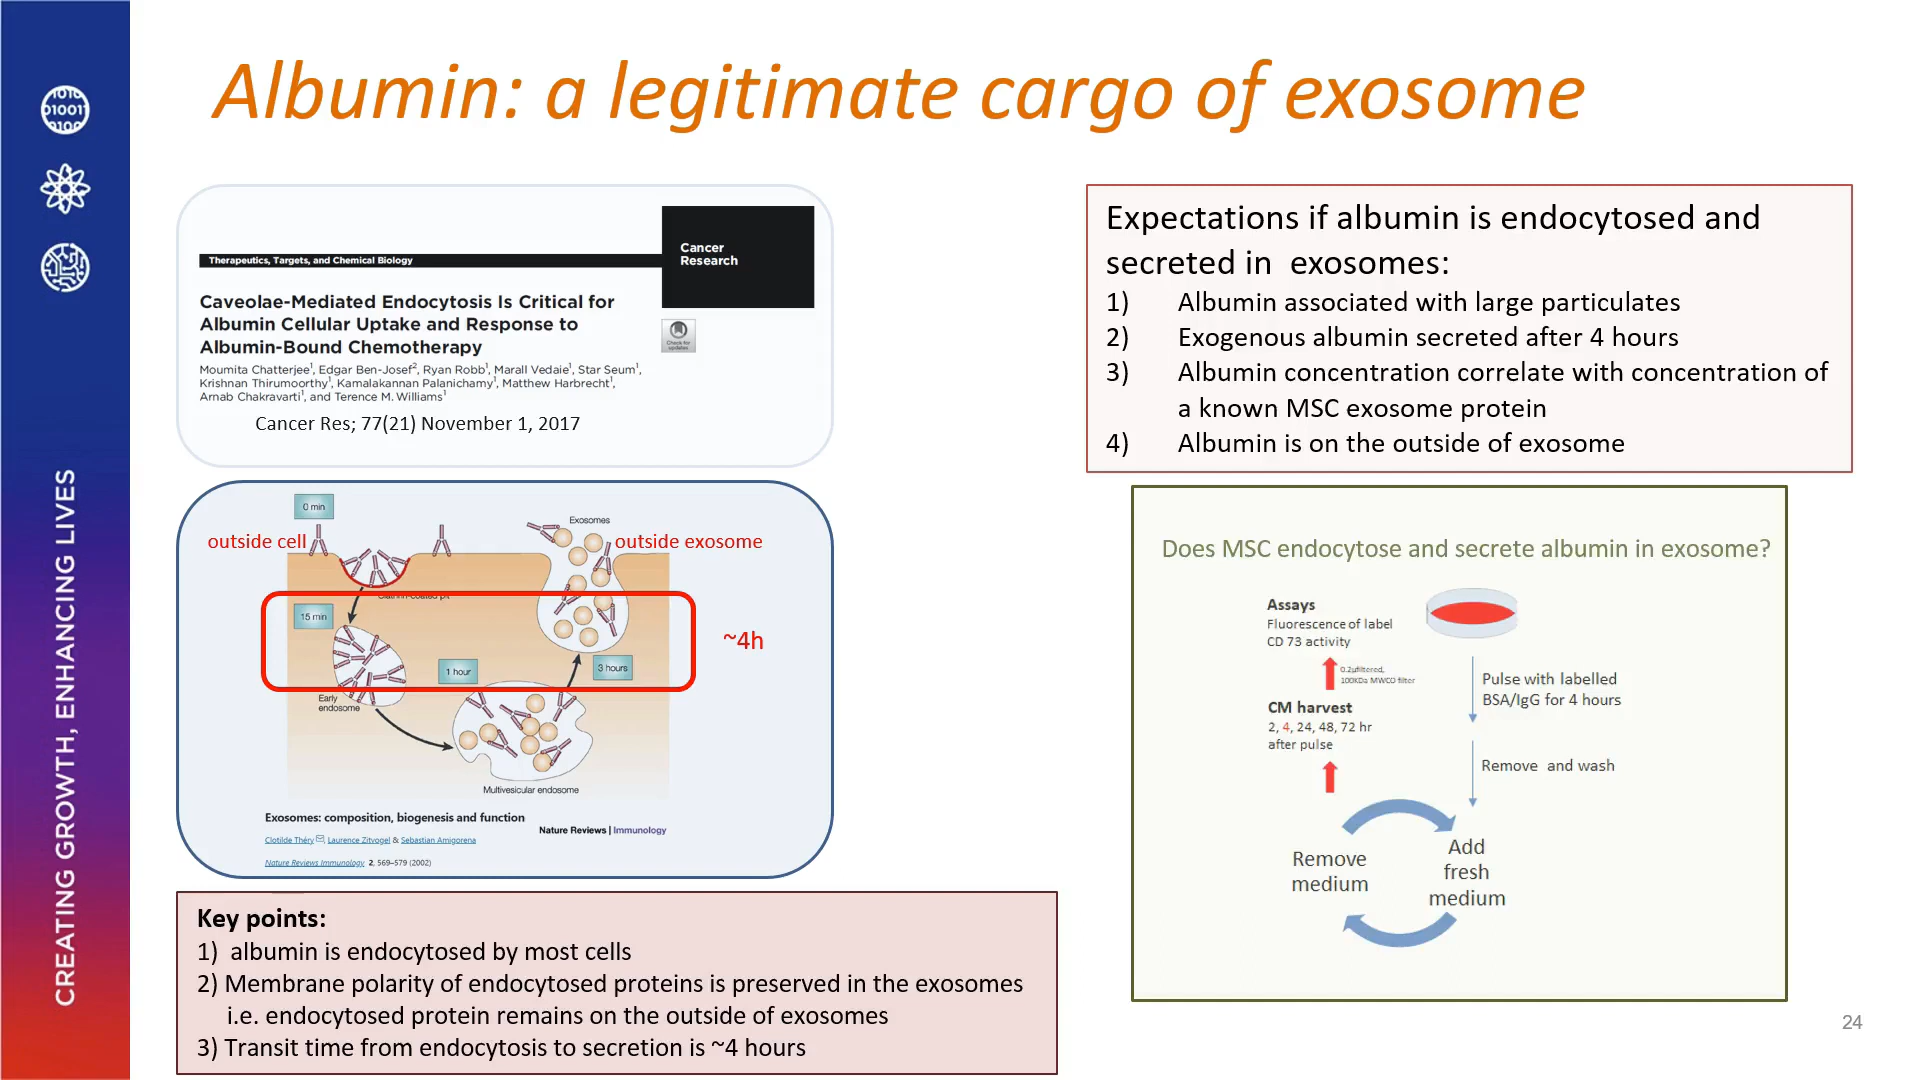 Albumin: a legitimate cargo of exosome
CREATING GROWTH, ENHANCING LIVES
Therapeutics, Targets, and Chemical Biology
Cancer
Research
Caveolae-Mediated Endocytosis Is Critical for
Albumin Cellular Uptake and Response to
Albumin-Bound Chemotherapy
Check for
updates
Moumita Chatterjee1, Edgar Ben-Josef2, Ryan Robb1, Marall Vedaie1, Star Seum1,
Krishnan Thirumoorthy1, Kamalakannan Palanichamy1, Matthew Harbrecht1,
Arnab Chakravarti1, and Terence M. Williams1
Cancer Res; 77(21) November 1, 2017
0 min
outside cell
Exosomes
outside exosome
Clathrin-coated pit
15 min
~4h
1 hour
3 hours
Early
endosome
Multivesicular endosome
Exosomes: composition, biogenesis and function
Clotilde Théry, Laurence Zitvogel & Sebastian Amigorena
Nature Reviews | Immunology
Nature Reviews Immunology 2, 569–579 (2002)
Key points:
1) albumin is endocytosed by most cells
2) Membrane polarity of endocytosed proteins is preserved in the exosomes
i.e. endocytosed protein remains on the outside of exosomes
3) Transit time from endocytosis to secretion is ~4 hours
Expectations if albumin is endocytosed and
secreted in exosomes:
1) Albumin associated with large particulates
2) Exogenous albumin secreted after 4 hours
3) Albumin concentration correlate with concentration of
a known MSC exosome protein
4) Albumin is on the outside of exosome
Does MSC endocytose and secrete albumin in exosome?
Assays
Fluorescence of label
CD 73 activity
0.2µfiltered,
100KDa MWCO filter
CM harvest
2, 4, 24, 48, 72 hr
after pulse
Pulse with labelled
BSA/IgG for 4 hours
Remove and wash
Remove
medium
Add
fresh
medium
24